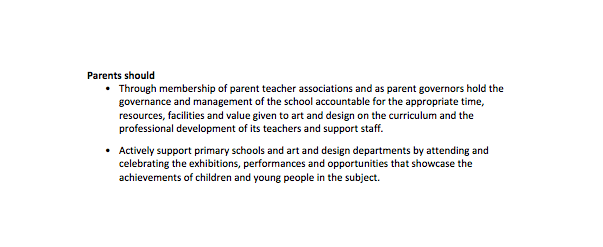 Parents should
• Through membership of parent teacher associations and as parent governors hold the
governance and management of the school accountable for the appropriate time,
resources, facilities and value given to art and design on the curriculum and the
professional development of its teachers and support staff.
• Actively support primary schools and art and design departments by attending and
celebrating the exhibitions, performances and opportunities that showcase the
achievements of children and young people in the subject.